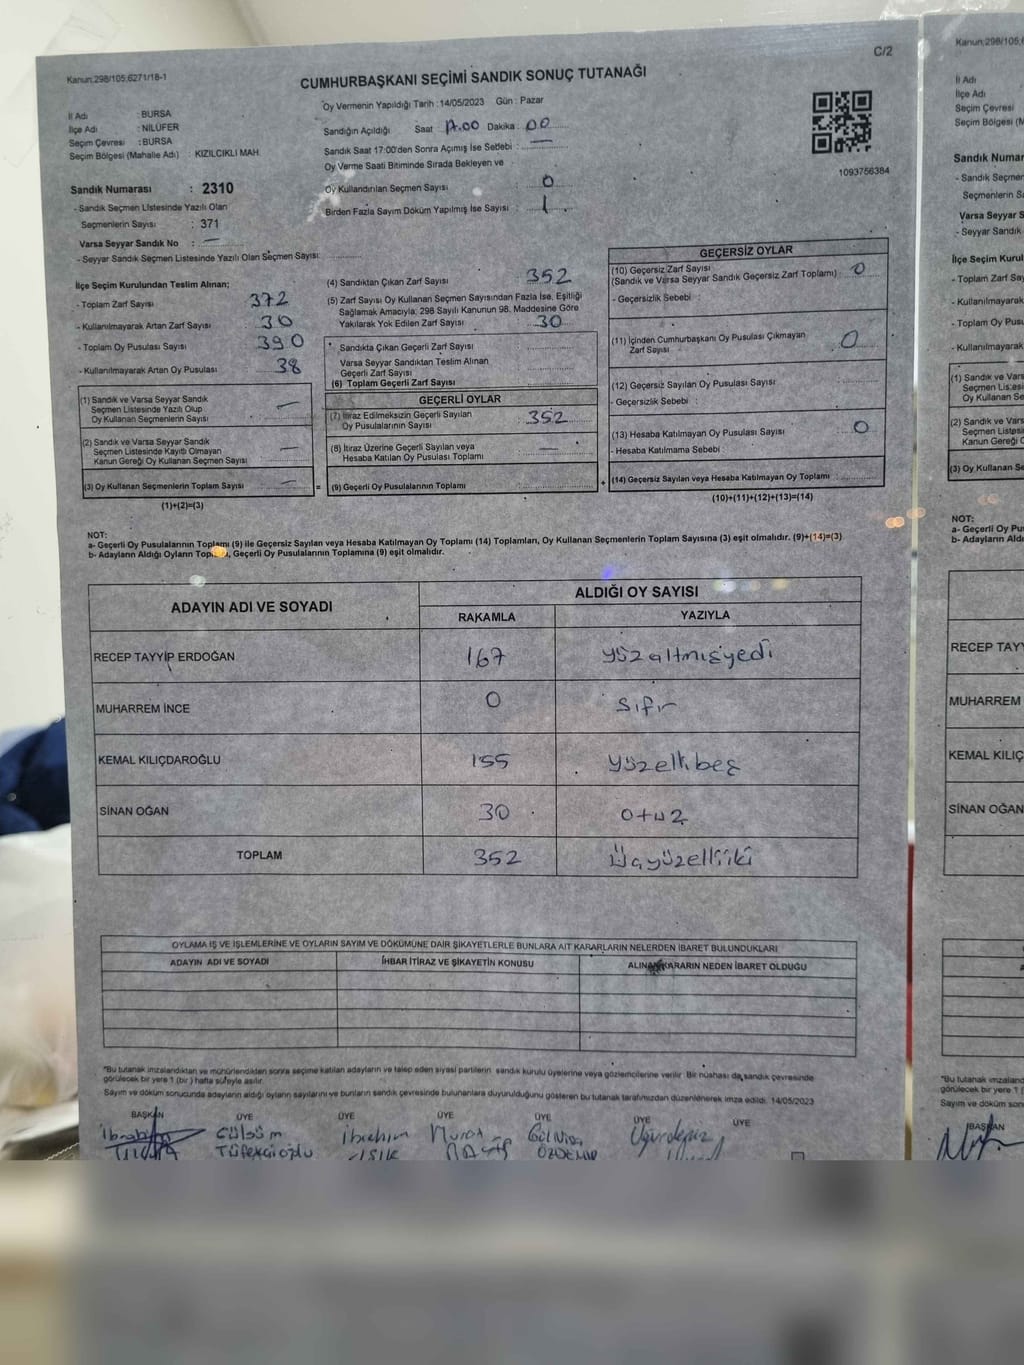 C/2
Kanun:298/105;6271/18-1
CUMHURBAŞKANI SEÇİMİ SANDIK SONUÇ TUTANAĞI
İl Adı : BURSA
İlçe Adı : NİLÜFER
Seçim Çevresi : BURSA
Seçim Bölgesi (Mahalle Adı) : KIZILCIKLI MAH.
Sandık Numarası : 2310
- Sandık Seçmen Listesinde Yazılı Olan
Seçmenlerin Sayısı : 371
Varsa Seyyar Sandık No : —
- Seyyar Sandık Seçmen Listesinde Yazılı Olan Seçmen Sayısı:
Oy Vermenin Yapıldığı Tarih :14/05/2023 Gün : Pazar
Sandığın Açıldığı Saat : 17.00 Dakika : 00
Sandık Saat 17:00'den Sonra Açımış İse Sebebi : —
Oy Verme Saati Bitiminde Sırada Bekleyen ve
Oy Kullandırılan Seçmen Sayısı : 0
Birden Fazla Sayım Döküm Yapılmış İse Sayısı : 1
1093756384
İlçe Seçim Kurulundan Teslim Alınan;
- Toplam Zarf Sayısı : 372
- Kullanılmayarak Artan Zarf Sayısı : 30
- Toplam Oy Pusulası Sayısı : 390
- Kullanılmayarak Artan Oy Pusulası : 38
(1) Sandık ve Varsa Seyyar Sandık
Seçmen Listesinde Yazılı Olup
Oy Kullanan Seçmenlerin Sayısı : —
(2) Sandık ve Varsa Seyyar Sandık
Seçmen Listesinde Kayıtlı Olmayan
Kanun Gereği Oy Kullanan Seçmen Sayısı : —
(3) Oy Kullanan Seçmenlerin Toplam Sayısı : —
(1)+(2)=(3)
(4) Sandıktan Çıkan Zarf Sayısı : 352
(5) Zarf Sayısı Oy Kullanan Seçmen Sayısından Fazla İse, Eşitliği
Sağlamak Amacıyla; 298 Sayılı Kanunun 98. Maddesine Göre
Yakılarak Yok Edilen Zarf Sayısı : 30
Sandıkta Çıkan Geçerli Zarf Sayısı :
Varsa Seyyar Sandıktan Teslim Alınan
Geçerli Zarf Sayısı :
(6) Toplam Geçerli Zarf Sayısı :
GEÇERLİ OYLAR
(7) İtiraz Edilmeksizin Geçerli Sayılan
Oy Pusulalarının Sayısı : 352
(8) İtiraz Üzerine Geçerli Sayılan veya
Hesaba Katılan Oy Pusulası Toplamı : —
= (9) Geçerli Oy Pusulalarının Toplamı :
GEÇERSİZ OYLAR
(10) Geçersiz Zarf Sayısı
(Sandık ve Varsa Seyyar Sandık Geçersiz Zarf Toplamı) : 0
- Geçersizlik Sebebi :
(11) İçinden Cumhurbaşkanı Oy Pusulası Çıkmayan
Zarf Sayısı : 0
(12) Geçersiz Sayılan Oy Pusulası Sayısı :
- Geçersizlik Sebebi :
(13) Hesaba Katılmayan Oy Pusulası Sayısı : 0
- Hesaba Katılmama Sebebi :
+ (14) Geçersiz Sayılan veya Hesaba Katılmayan Oy Toplamı :
(10)+(11)+(12)+(13)=(14)
NOT:
a- Geçerli Oy Pusulalarının Toplamı (9) ile Geçersiz Sayılan veya Hesaba Katılmayan Oy Toplamı (14) Toplamları, Oy Kullanan Seçmenlerin Toplam Sayısına (3) eşit olmalıdır. (9)+(14)=(3)
b- Adayların Aldığı Oyların Toplamı, Geçerli Oy Pusulalarının Toplamına (9) eşit olmalıdır.
ADAYIN ADI VE SOYADI ALDIĞI OY SAYISI
RAKAMLA YAZIYLA
RECEP TAYYİP ERDOĞAN 167 yüzaltmışyedi
MUHARREM İNCE 0 sıfır
KEMAL KILIÇDAROĞLU 155 yüzellibeş
SİNAN OĞAN 30 otuz
TOPLAM 352 Üçyüzelliiki
OYLAMA İŞ VE İŞLEMLERİNE VE OYLARIN SAYIM VE DÖKÜMÜNE DAİR ŞİKAYETLERLE BUNLARA AİT KARARLARIN NELERDEN İBARET BULUNDUKLARI
ADAYIN ADI VE SOYADI İHBAR İTİRAZ VE ŞİKAYETİN KONUSU ALINAN KARARIN NEDEN İBARET OLDUĞU
*Bu tutanak imzalandıktan ve mühürlendikten sonra seçime katılan adayların ve talep eden siyasi partilerin sandık kurulu üyelerine veya gözlemcilerine verilir. Bir nüshası da sandık çevresinde
görülecek bir yere 1 (bir) hafta süreyle asılır.
Sayım ve döküm sonucunda adayların aldığı oyların sayılarını ve bunların sandık çevresinde bulunanlara duyurulduğunu gösteren bu tutanak tarafımızdan düzenlenerek imza edildi. 14/05/2023
BAŞKAN ÜYE ÜYE ÜYE ÜYE ÜYE ÜYE
İbrahim Gülsüm İbrahim Murat
Tüfekcioğlu IŞIK
Kanun:298/105;6
İl Adı
İlçe Adı
Seçim Çevresi
Seçim Bölgesi (M
Sandık Numar
- Sandık Seçmen
Seçmenlerin Sa
Varsa Seyyar S
- Seyyar Sandık
İlçe Seçim Kurul
- Toplam Zarf Say
- Kullanılmayarak
- Toplam Oy Pusu
- Kullanılmayarak
(1) Sandık ve Vars
Seçmen Listesi
Oy Kullanan Se
(2) Sandık ve Varsa
Seçmen Listesi
Kanun Gereği O
(3) Oy Kullanan Se
NOT:
a- Geçerli Oy Pu
b- Adayların Aldı
RECEP TAYY
MUHARREM
KEMAL KILIÇ
SİNAN OĞAN
*Bu tutanak imzaland
görülecek bir yere 1 (
Sayım ve döküm son
BAŞKAN